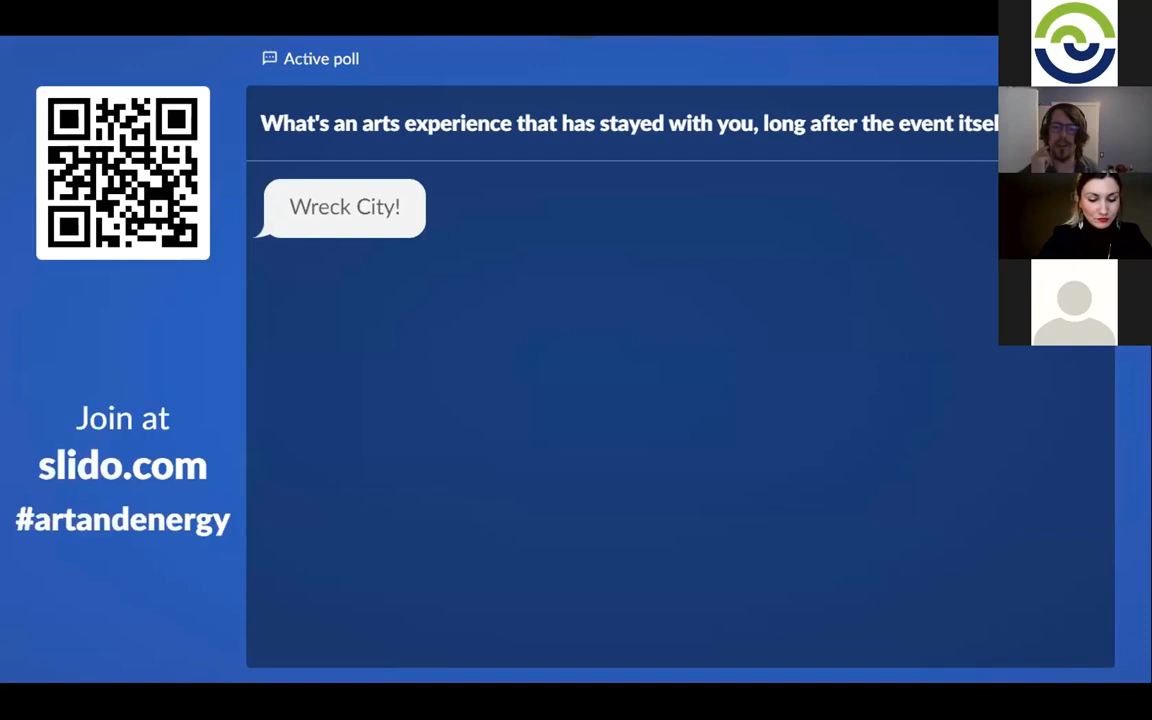 Active poll
What's an arts experience that has stayed with you, long after the event itsel
Wreck City!
Join at
slido.com
#artandenergy